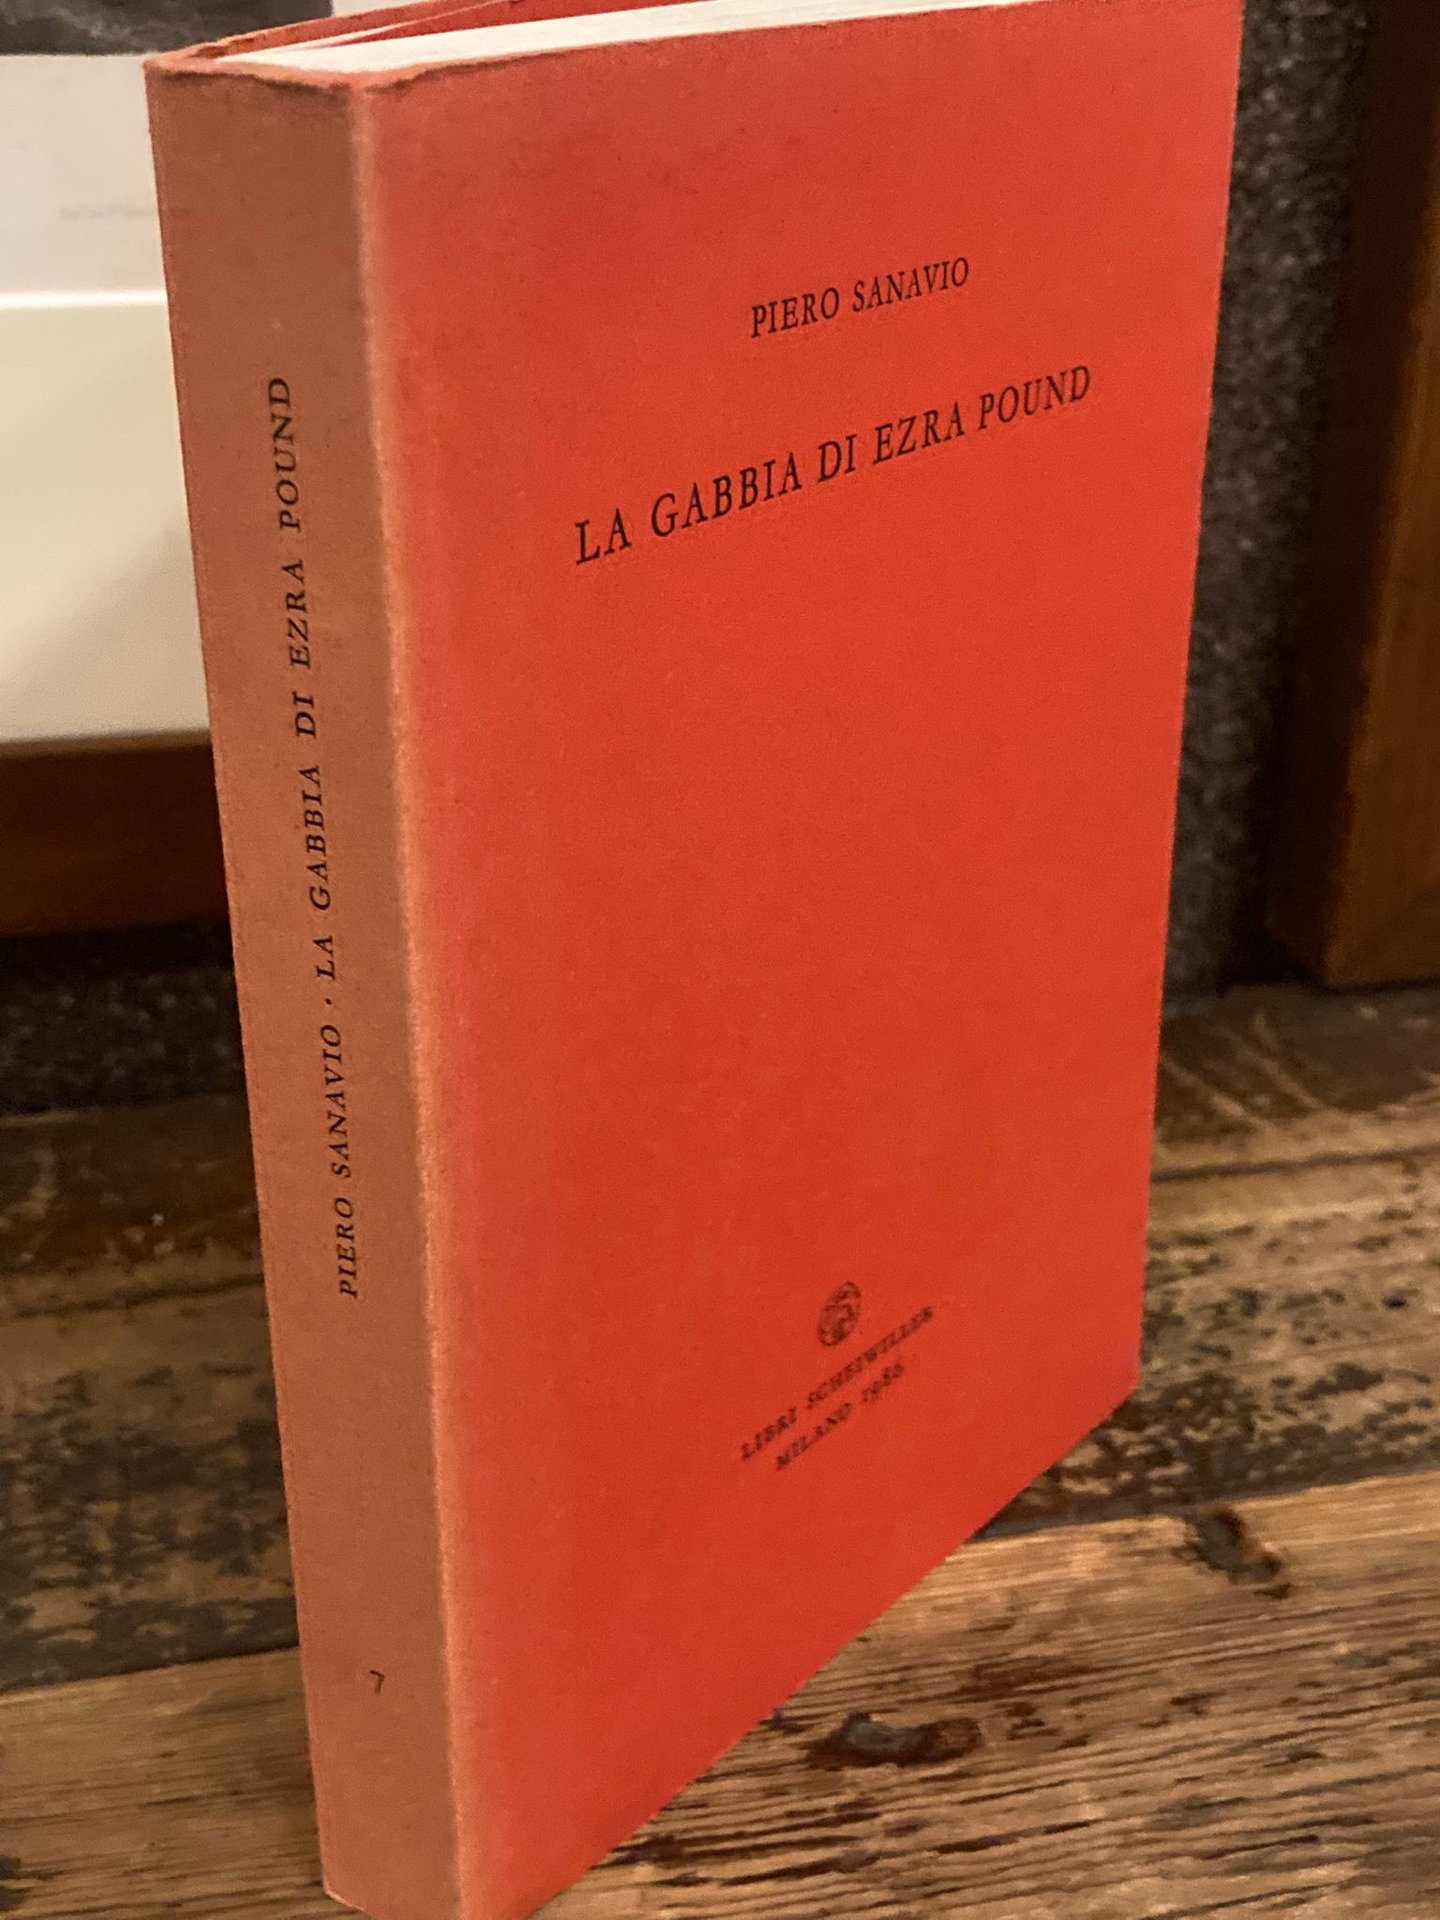 PIERO SANAVIO
LA GABBIA DI EZRA POUND
LIBRI SCHEIWILLER
MILANO 1986
PIERO SANAVIO · LA GABBIA DI EZRA POUND
7